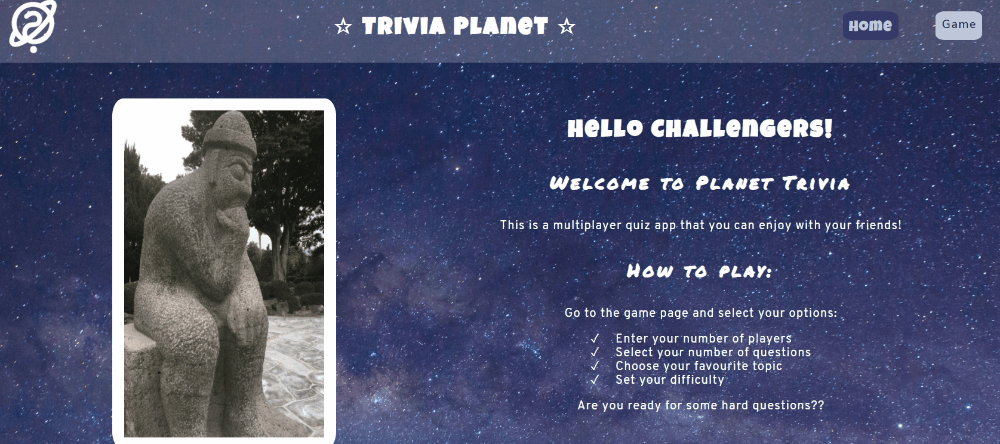 ☆ Trivia Planet ☆
Home
Game
Hello Challengers!
Welcome to Planet Trivia
This is a multiplayer quiz app that you can enjoy with your friends!
How to play:
Go to the game page and select your options:
✓ Enter your number of players
✓ Select your number of questions
✓ Choose your favourite topic
✓ Set your difficulty
Are you ready for some hard questions??